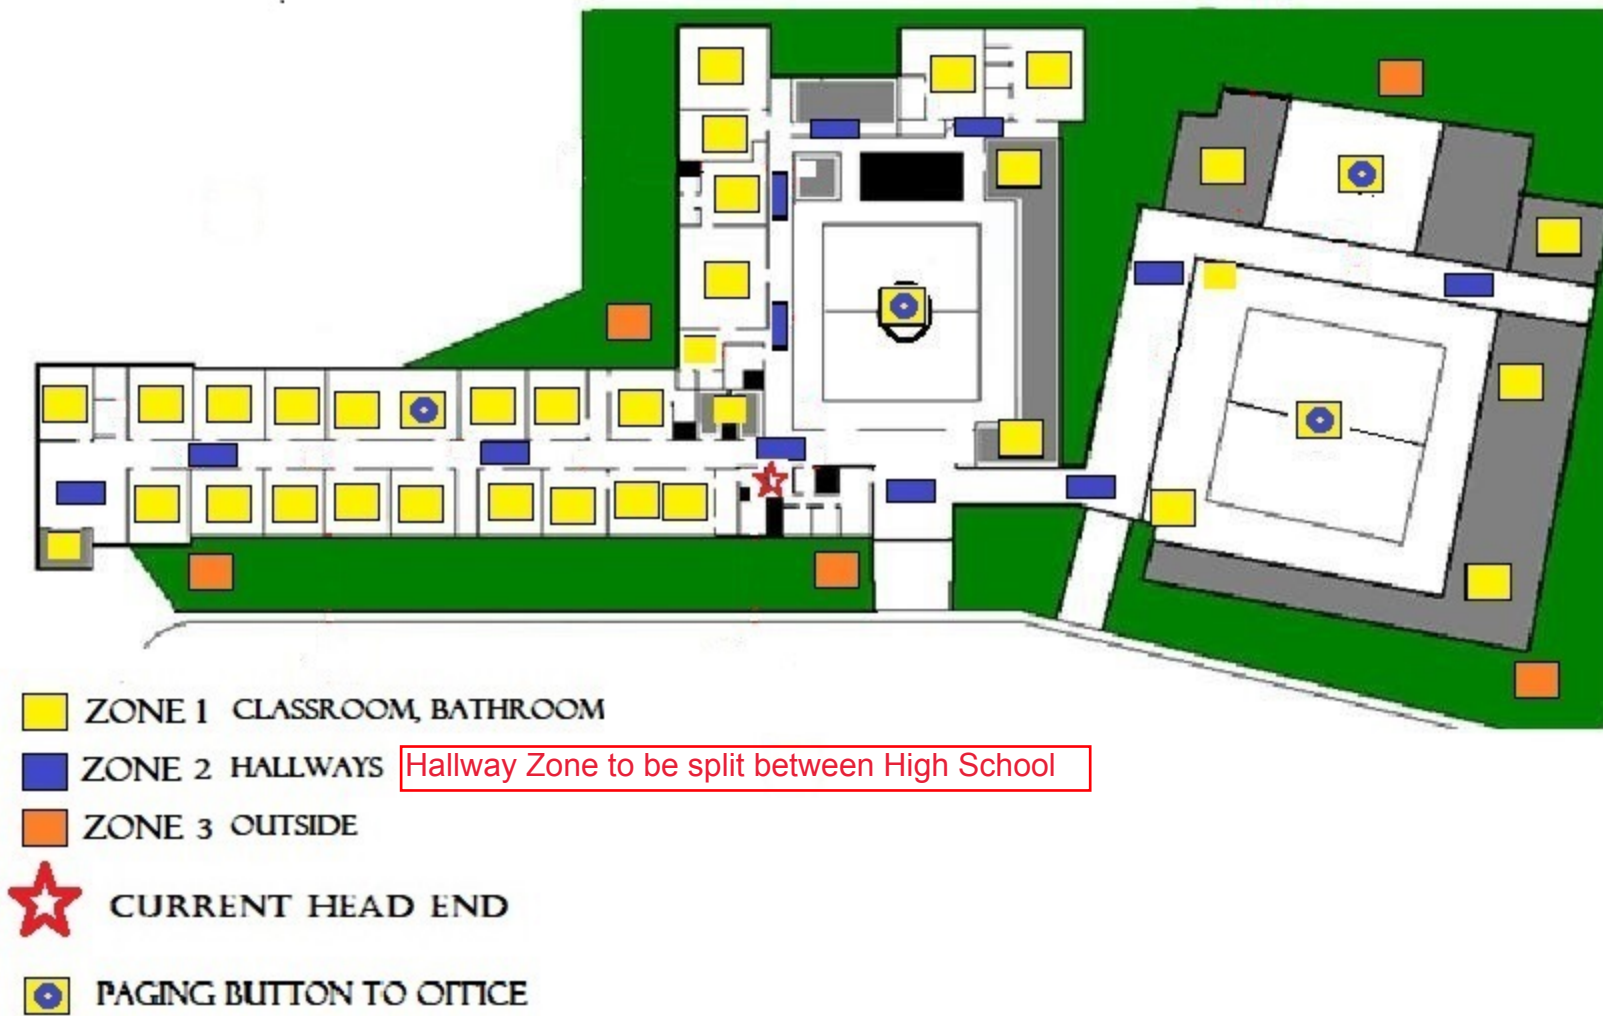 ZONE 1 CLASSROOM, BATHROOM
ZONE 2 HALLWAYS Hallway Zone to be split between High School
ZONE 3 OUTSIDE
CURRENT HEAD END
PAGING BUTTON TO OFFICE